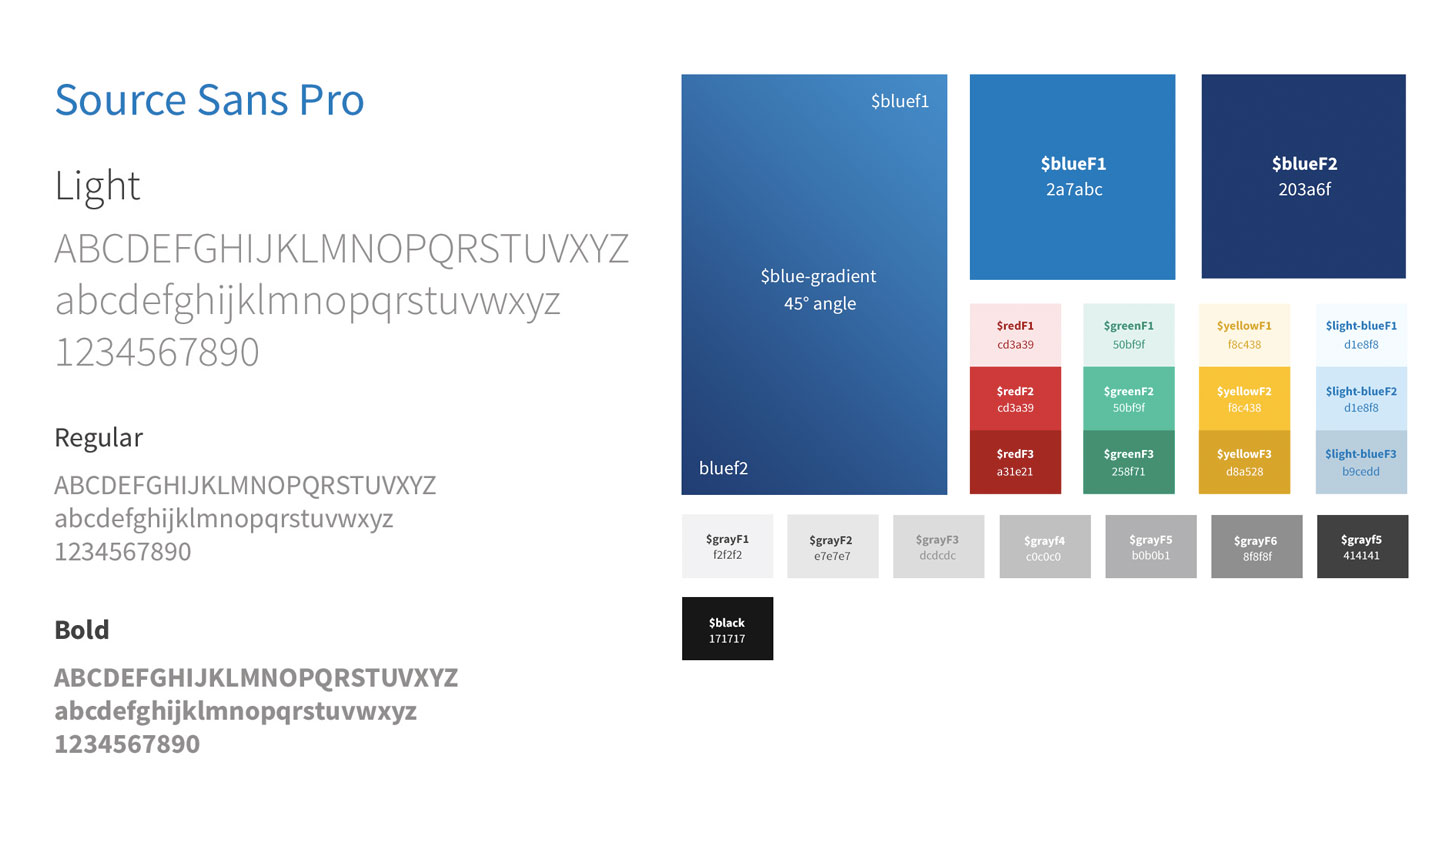 Source Sans Pro
Light
ABCDEFGHIJKLMNOPQRSTUVXYZ
abcdefghijklmnopqrstuvwxyz
1234567890
Regular
ABCDEFGHIJKLMNOPQRSTUVWXYZ
abcdefghijklmnopqrstuvwxyz
1234567890
Bold
ABCDEFGHIJKLMNOPQRSTUVXYZ
abcdefghijklmnopqrstuvwxyz
1234567890
$bluef1
$blue-gradient
45° angle
bluef2
$blueF1
2a7abc
$blueF2
203a6f
$redF1
cd3a39
$redF2
cd3a39
$redF3
a31e21
$greenF1
50bf9f
$greenF2
50bf9f
$greenF3
258f71
$yellowF1
f8c438
$yellowF2
f8c438
$yellowF3
d8a528
$light-blueF1
d1e8f8
$light-blueF2
d1e8f8
$light-blueF3
b9cedd
$grayF1
f2f2f2
$grayF2
e7e7e7
$grayF3
dcdcdc
$grayf4
c0c0c0
$grayF5
b0b0b1
$grayF6
8f8f8f
$grayf5
414141
$black
171717